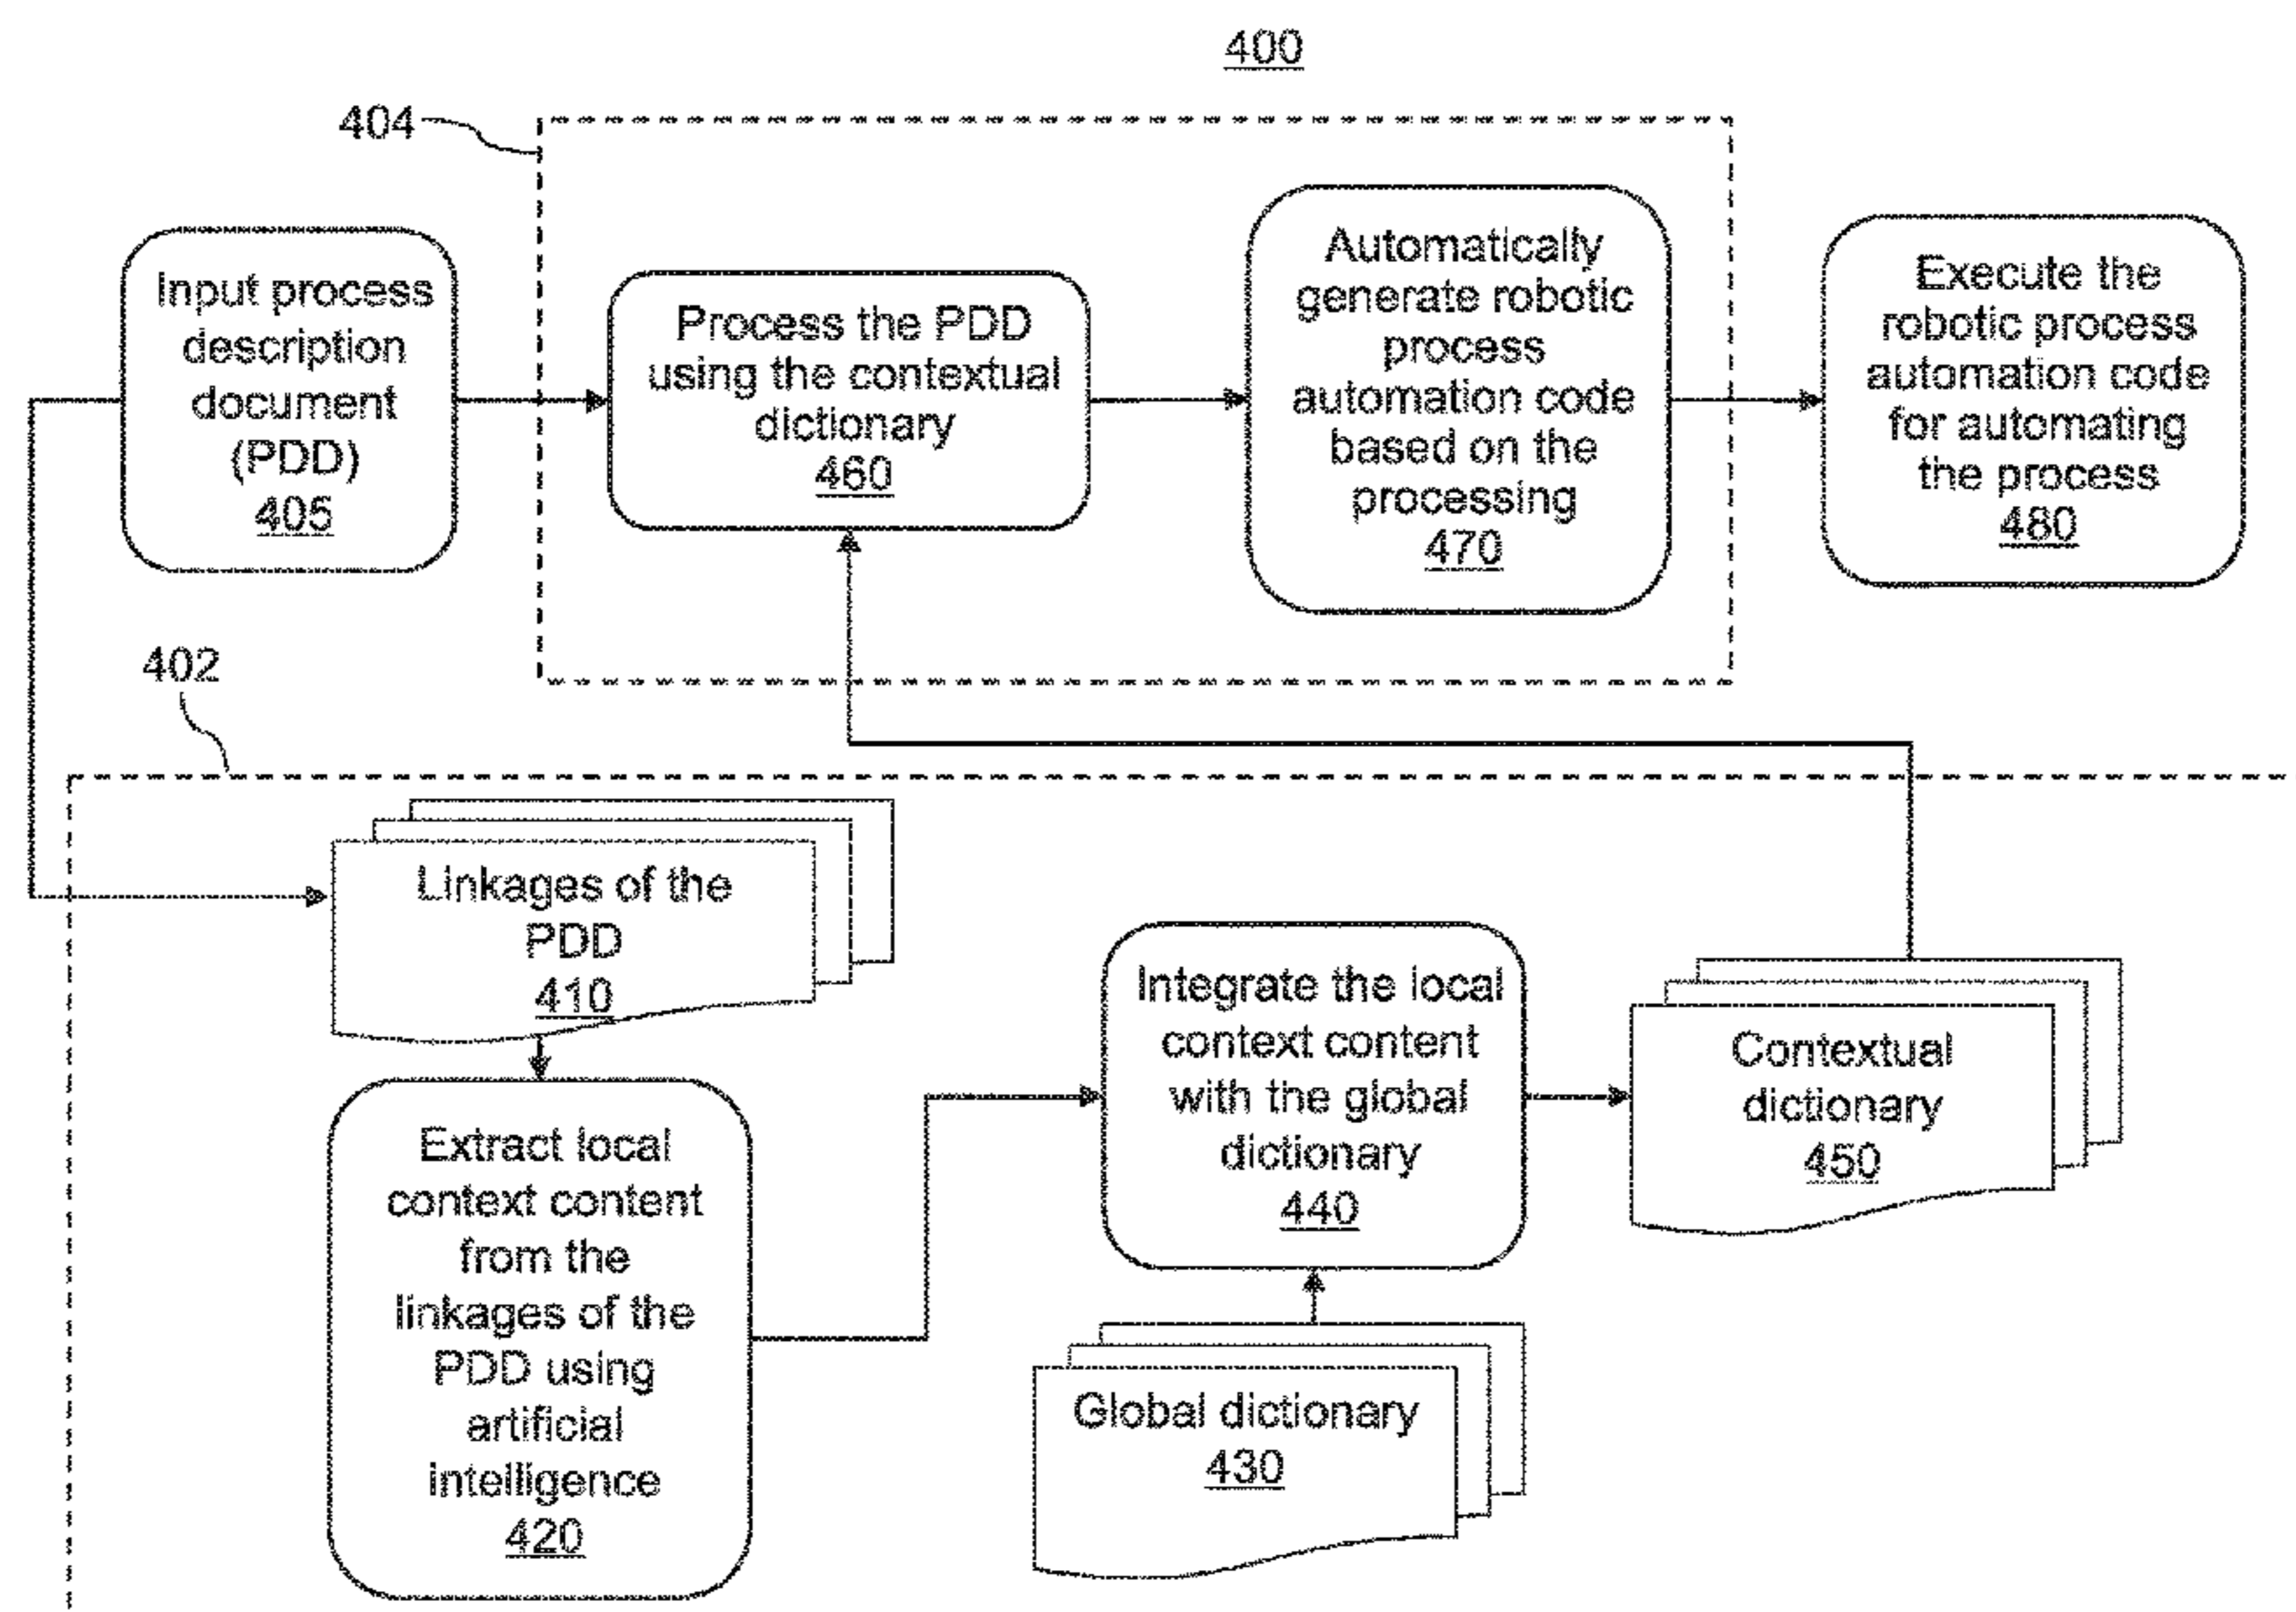 400
404
Input process
description
document
(PDD)
405
Process the PDD
using the contextual
dictionary
460
Automatically
generate robotic
process
automation code
based on the
processing
470
Execute the
robotic process
automation code
for automating
the process
480
402
Linkages of the
PDD
410
Extract local
context content
from the
linkages of the
PDD using
artificial
intelligence
420
Integrate the local
context content
with the global
dictionary
440
Global dictionary
430
Contextual
dictionary
450